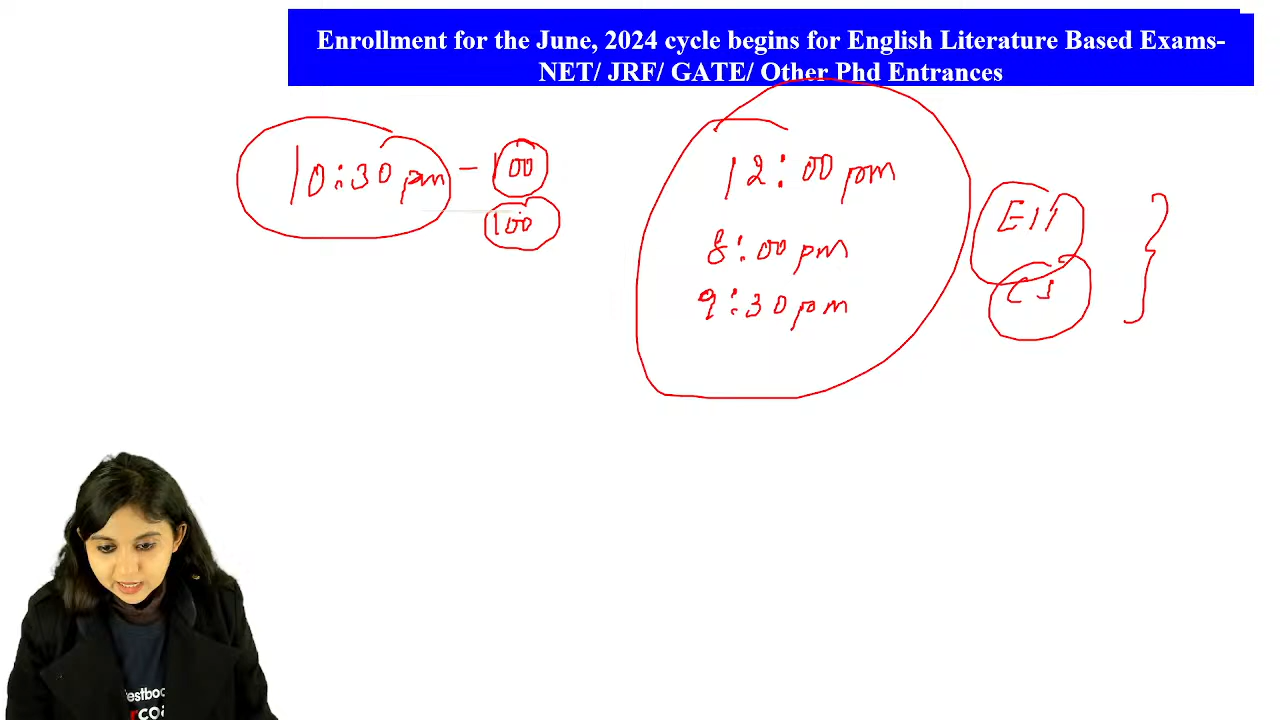 Enrollment for the June, 2024 cycle begins for English Literature Based Exams-
NET/ JRF/ GATE/ Other Phd Entrances
10:30 pm - 100
100
12:00 pm
8:00 pm
9:30 pm